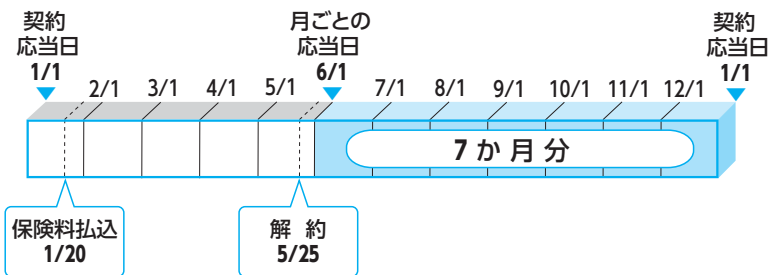 契約
応当日
1/1
月ごとの
応当日
6/1
契約
応当日
1/1
2/1
3/1
4/1
5/1
7/1
8/1
9/1
10/1
11/1
12/1
7か月分
保険料払込
1/20
解約
5/25